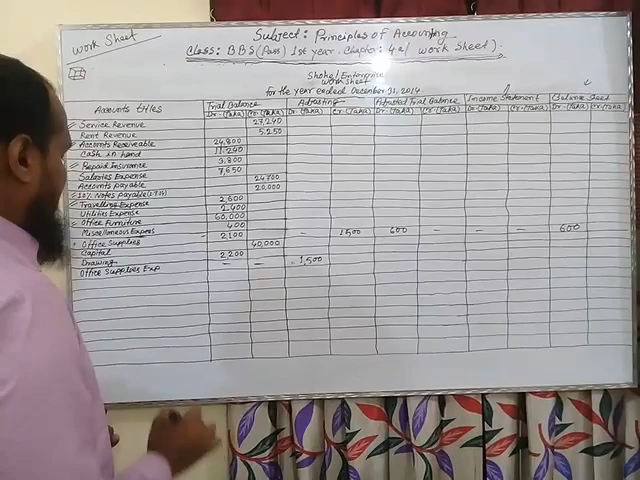 Work Sheet
Subject: Principles of Accounting
Class: BBS (Pass) 1st year. Chapter: 4 (a/ Work Sheet).
Shohel Enterprise
Work Sheet
For the year ended December 31, 2014
Accounts titles Trial Balance Adjusting Adjusted Trial Balance Income Statement Balance Sheet
Dr-(Taka) Cr-(Taka) Dr-(Taka) Cr-(Taka) Dr-(Taka) Cr-(Taka) Dr-(Taka) Cr-(Taka) Dr-(Taka) Cr-(Taka)
Service Revenue 27,240
Rent Revenue 5,250
Accounts Receivable 24,800
Cash in hand 11,240
Prepaid Insurance 3,800
Salaries Expense 7,650
Accounts Payable 24,700
10% Notes Payable 20,000
Travelling Expense 2,600
Utilities Expense 2,400
Office Furniture 60,000
Miscellaneous Expens 400
Office Supplies 2,100 – – 1,500 600 – – – 600
Capital 40,000
Drawing 2,200
Office Supplies Exp – – 1,500